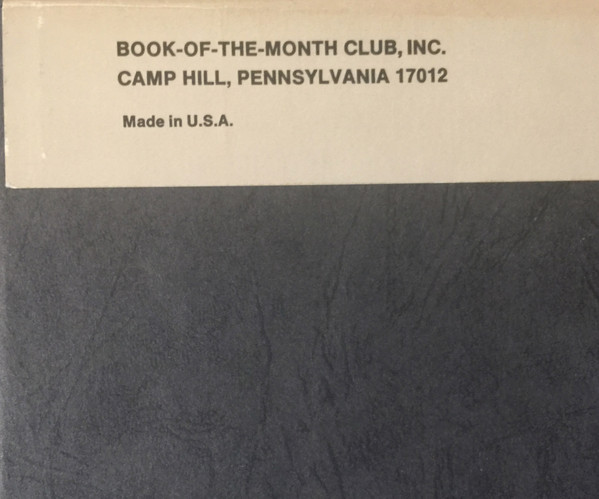 BOOK-OF-THE-MONTH CLUB, INC.
CAMP HILL, PENNSYLVANIA 17012
Made in U.S.A.